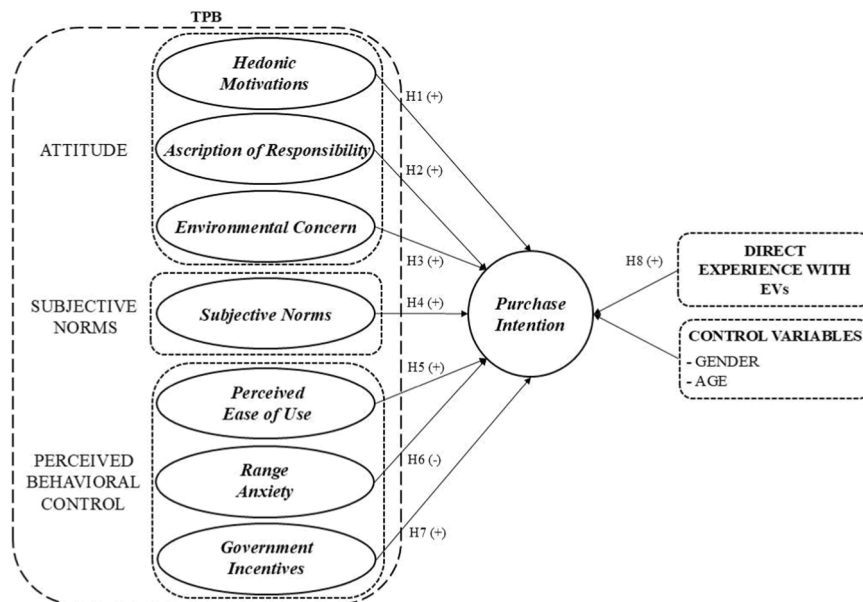 TPB
ATTITUDE
Hedonic
Motivations
Ascription of Responsibility
Environmental Concern
SUBJECTIVE
NORMS
Subjective Norms
PERCEIVED
BEHAVIORAL
CONTROL
Perceived
Ease of Use
Range
Anxiety
Government
Incentives
H1 (+)
H2 (+)
H3 (+)
H4 (+)
H5 (+)
H6 (-)
H7 (+)
Purchase
Intention
H8 (+)
DIRECT
EXPERIENCE WITH
EVs
CONTROL VARIABLES
- GENDER
- AGE